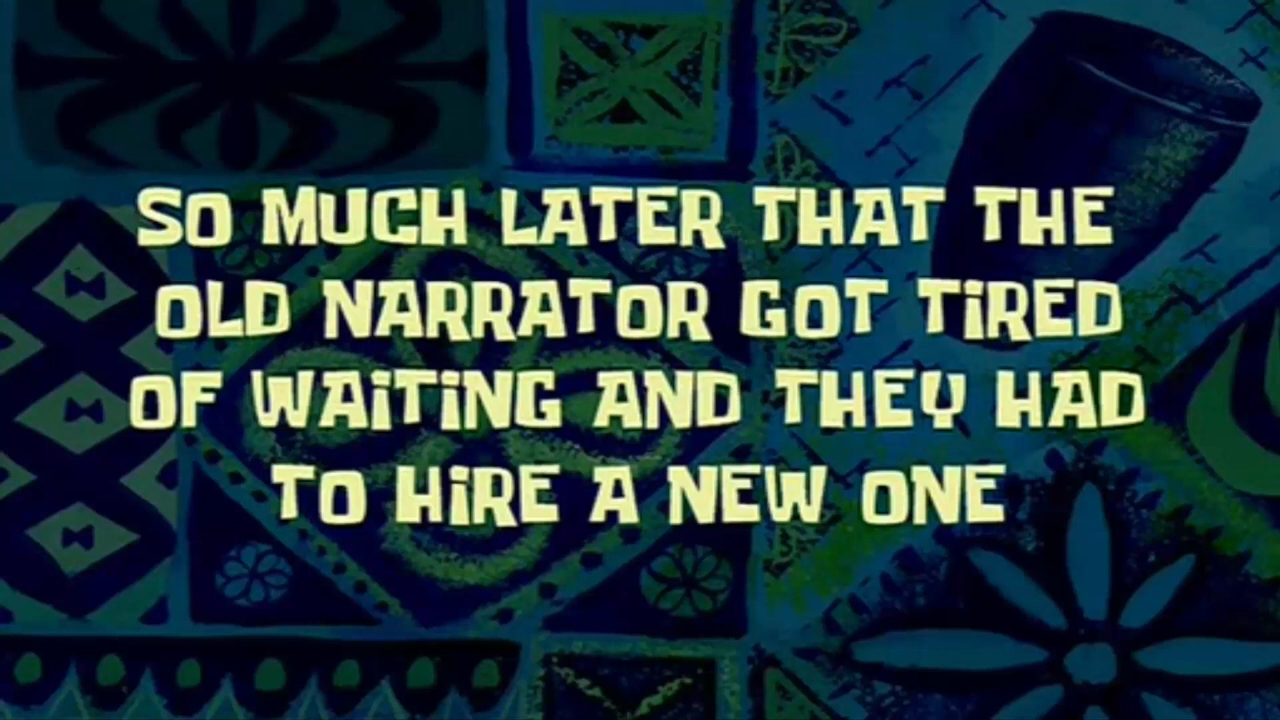 SO MUCH LATER THAT THE
OLD NARRATOR GOT TiRED
OF WAiTiNG AND THEY HAD
TO HiRE A NEW ONE